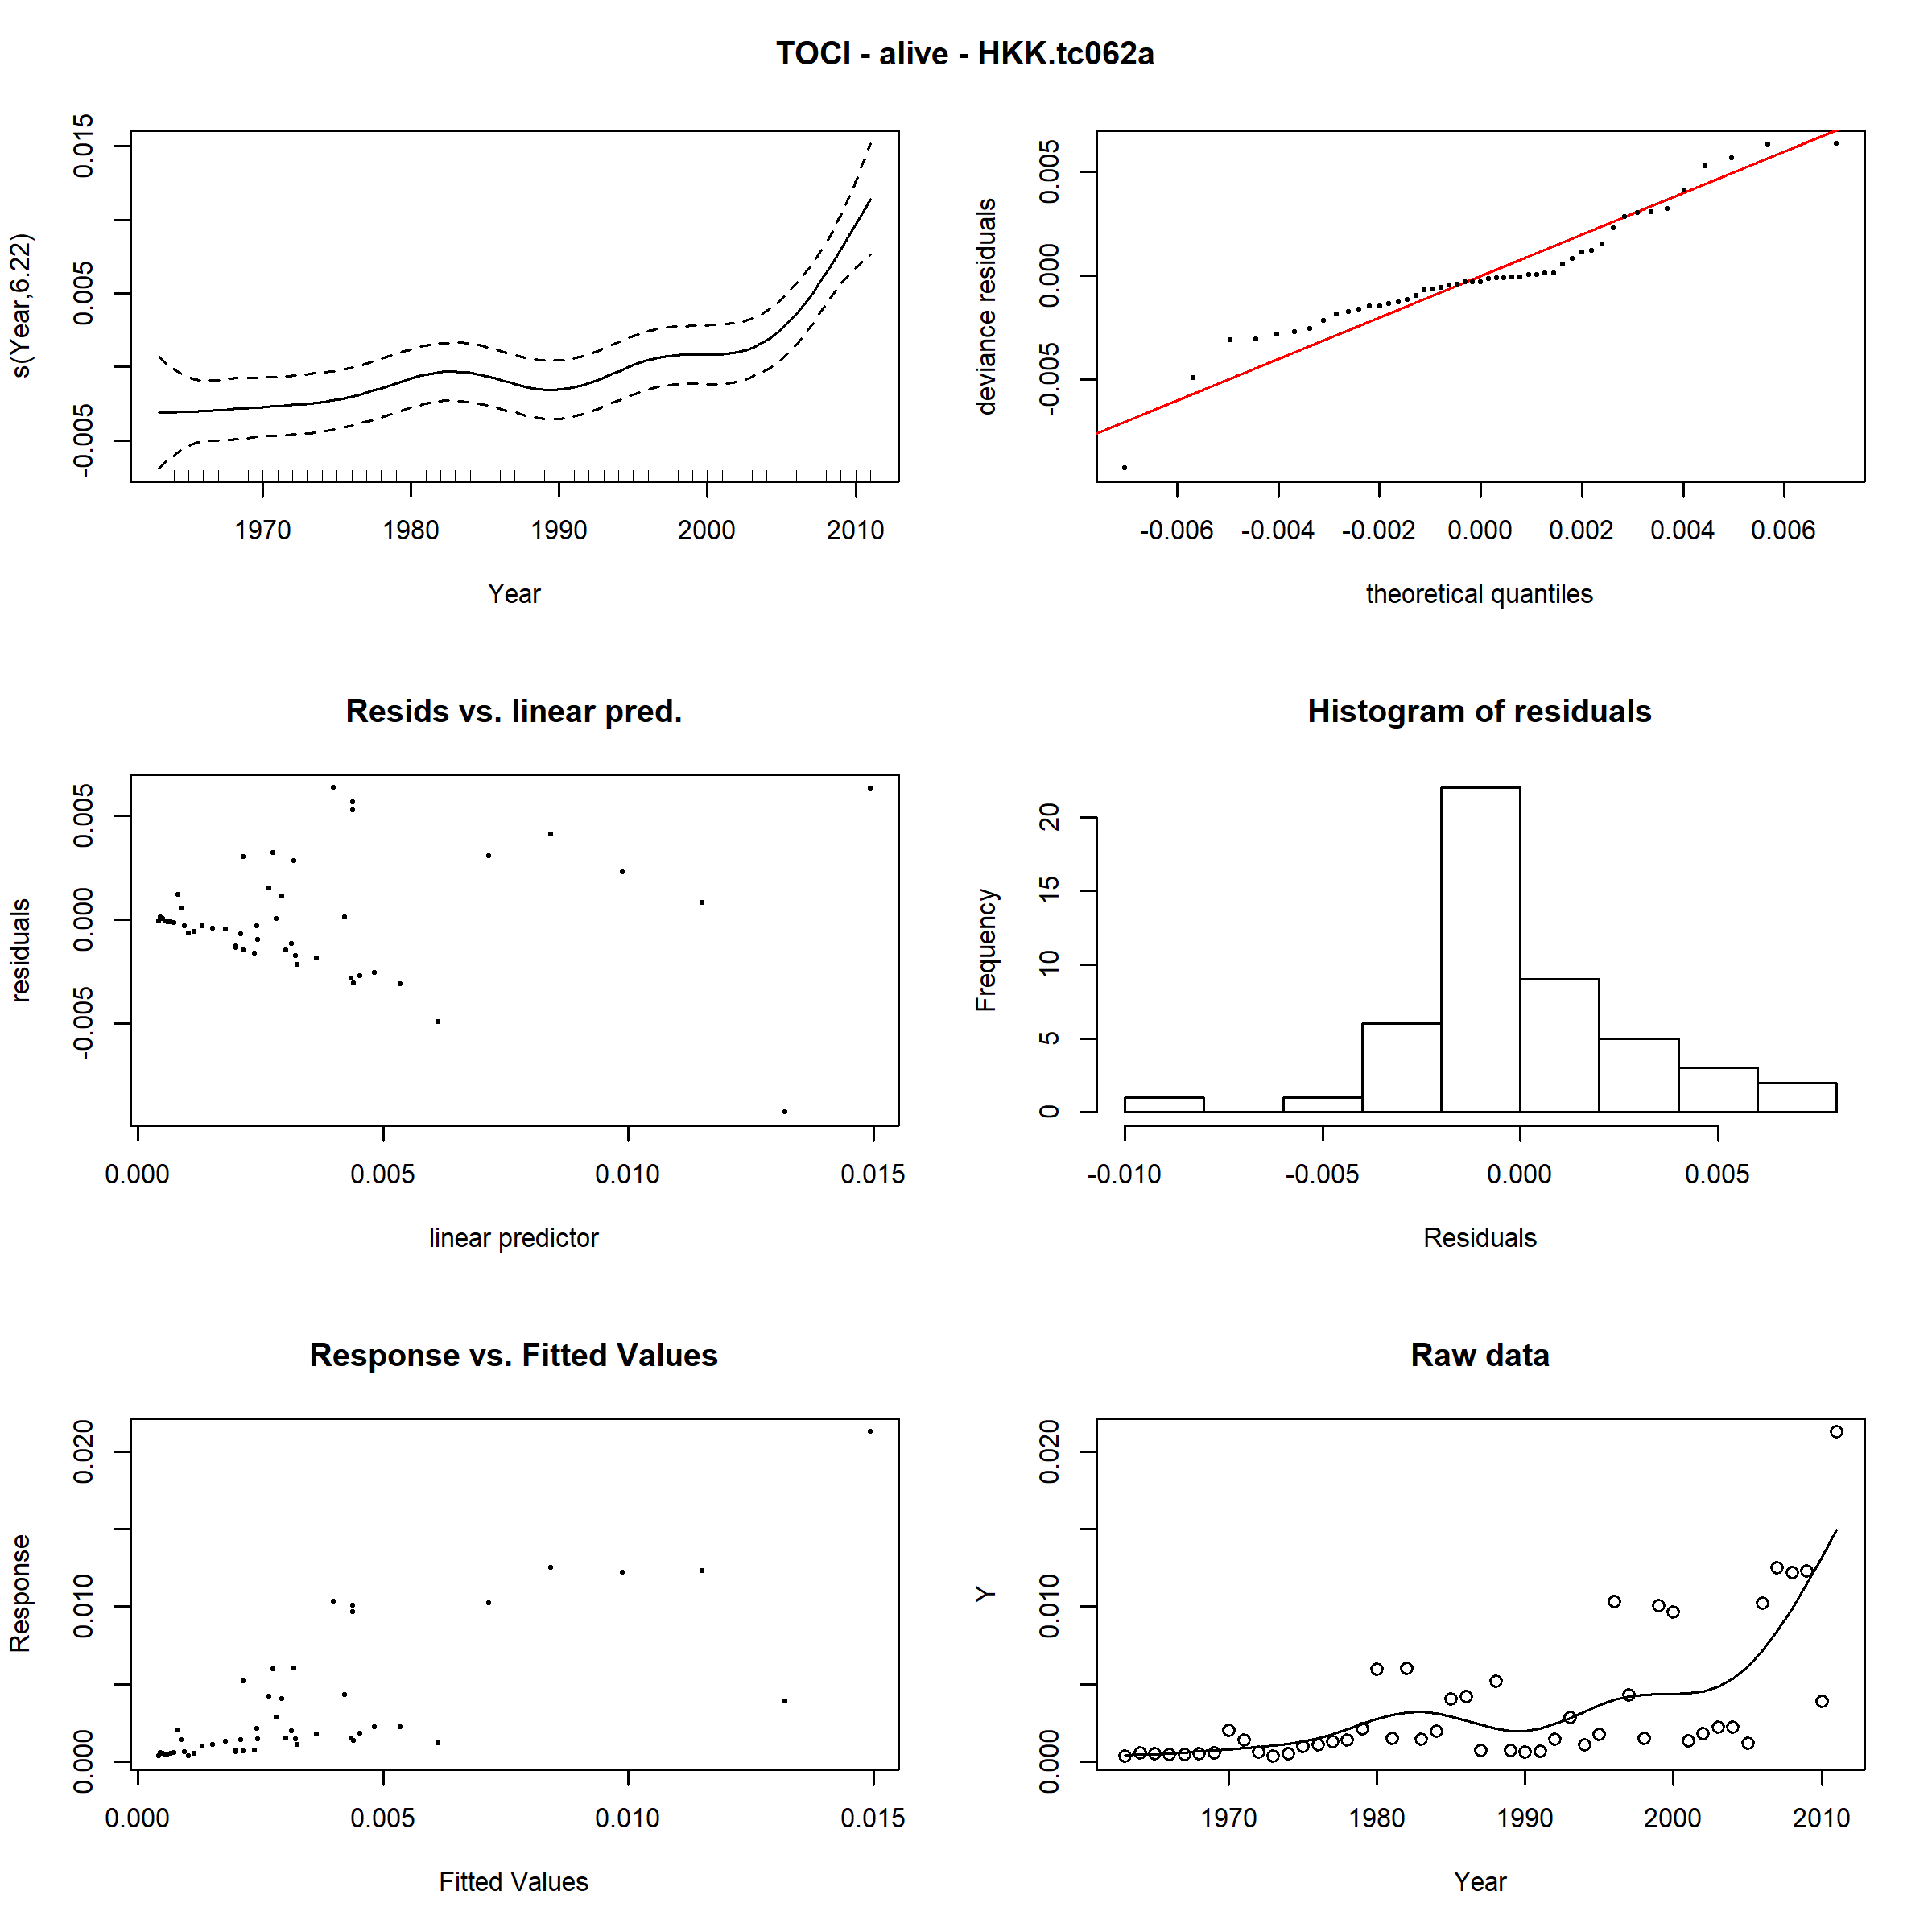 TOCI - alive - HKK.tc062a
s(Year,6.22)
-0.005 0.005 0.015
1970 1980 1990 2000 2010
Year
deviance residuals
-0.005 0.000 0.005
-0.006 -0.004 -0.002 0.000 0.002 0.004 0.006
theoretical quantiles
Resids vs. linear pred.
residuals
-0.005 0.000 0.005
0.000 0.005 0.010 0.015
linear predictor
Histogram of residuals
Frequency
0 5 10 15 20
-0.010 -0.005 0.000 0.005
Residuals
Response vs. Fitted Values
Response
0.000 0.010 0.020
0.000 0.005 0.010 0.015
Fitted Values
Raw data
Y
0.000 0.010 0.020
1970 1980 1990 2000 2010
Year